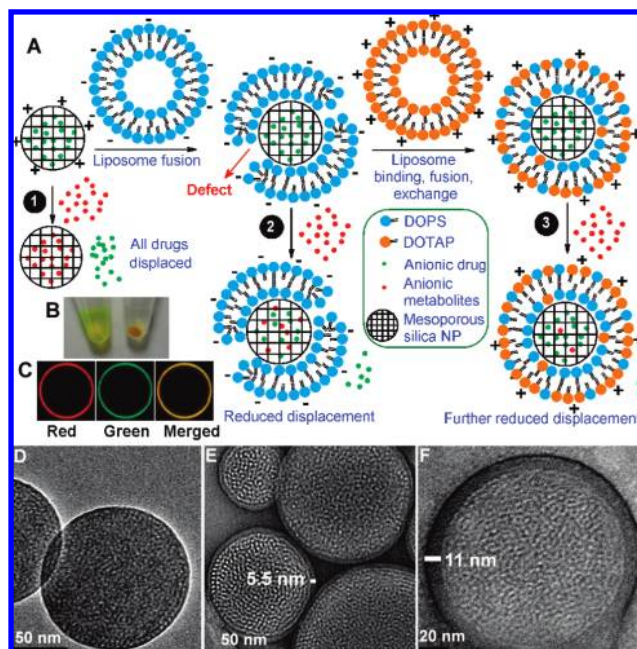 A
Liposome fusion
Defect
Liposome
binding, fusion,
exchange
1
All drugs
displaced
2
3
DOPS
DOTAP
Anionic drug
Anionic
metabolites
Mesoporous
silica NP
B
C
Red Green Merged
Reduced displacement
Further reduced displacement
D
50 nm
E
5.5 nm
50 nm
F
11 nm
20 nm